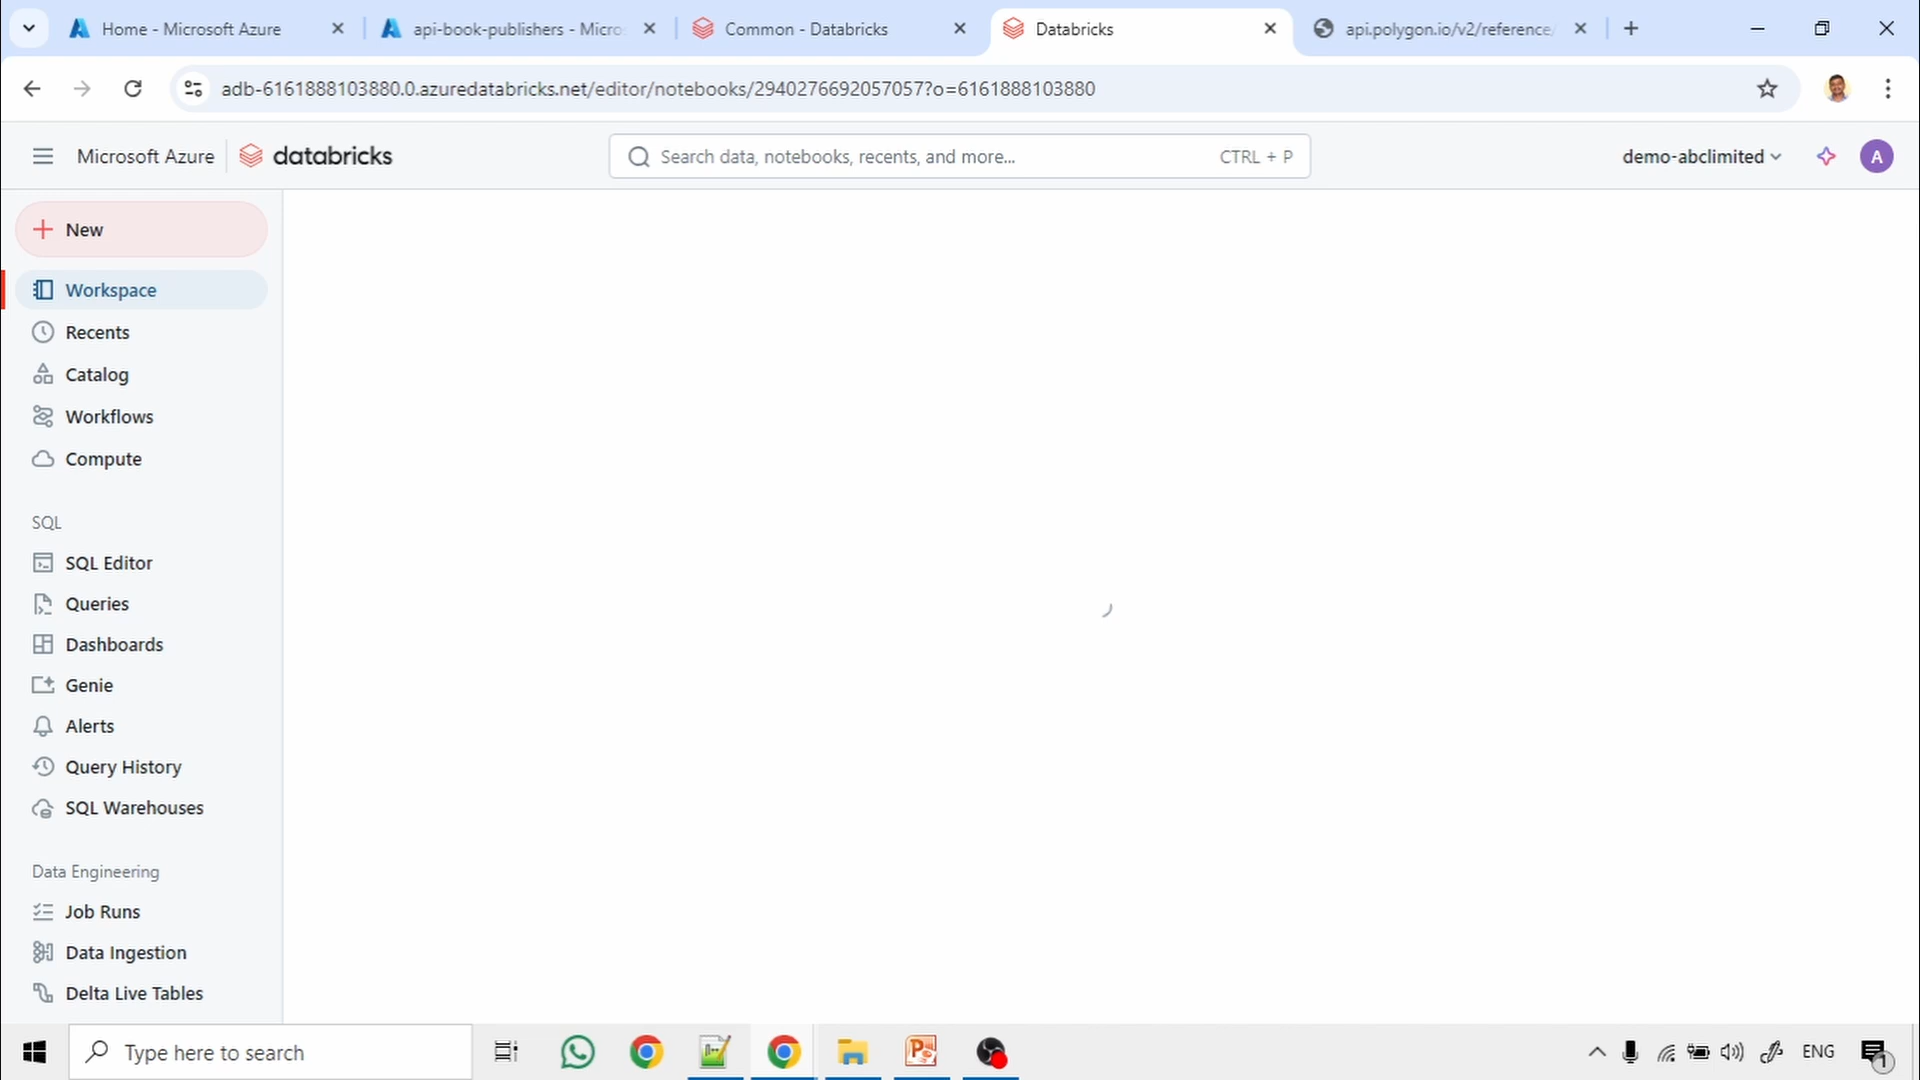 Home - Microsoft Azure
api-book-publishers - Micro
Common - Databricks
Databricks
api.polygon.io/v2/reference/
adb-6161888103880.0.azuredatabricks.net/editor/notebooks/2940276692057057?o=6161888103880
Microsoft Azure
databricks
Search data, notebooks, recents, and more...
CTRL + P
demo-abclimited
A
New
Workspace
Recents
Catalog
Workflows
Compute
SQL
SQL Editor
Queries
Dashboards
Genie
Alerts
Query History
SQL Warehouses
Data Engineering
Job Runs
Data Ingestion
Delta Live Tables
Type here to search
ENG
1